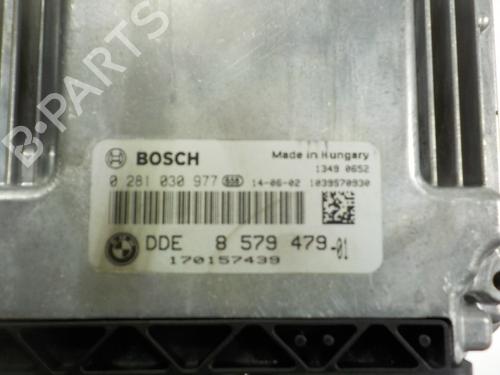 B-PARTS
BOSCH
Made in Hungary
1349 0652
0 281 030 977
14-06-02 1039S70930
DDE 8 579 479-01
170157439